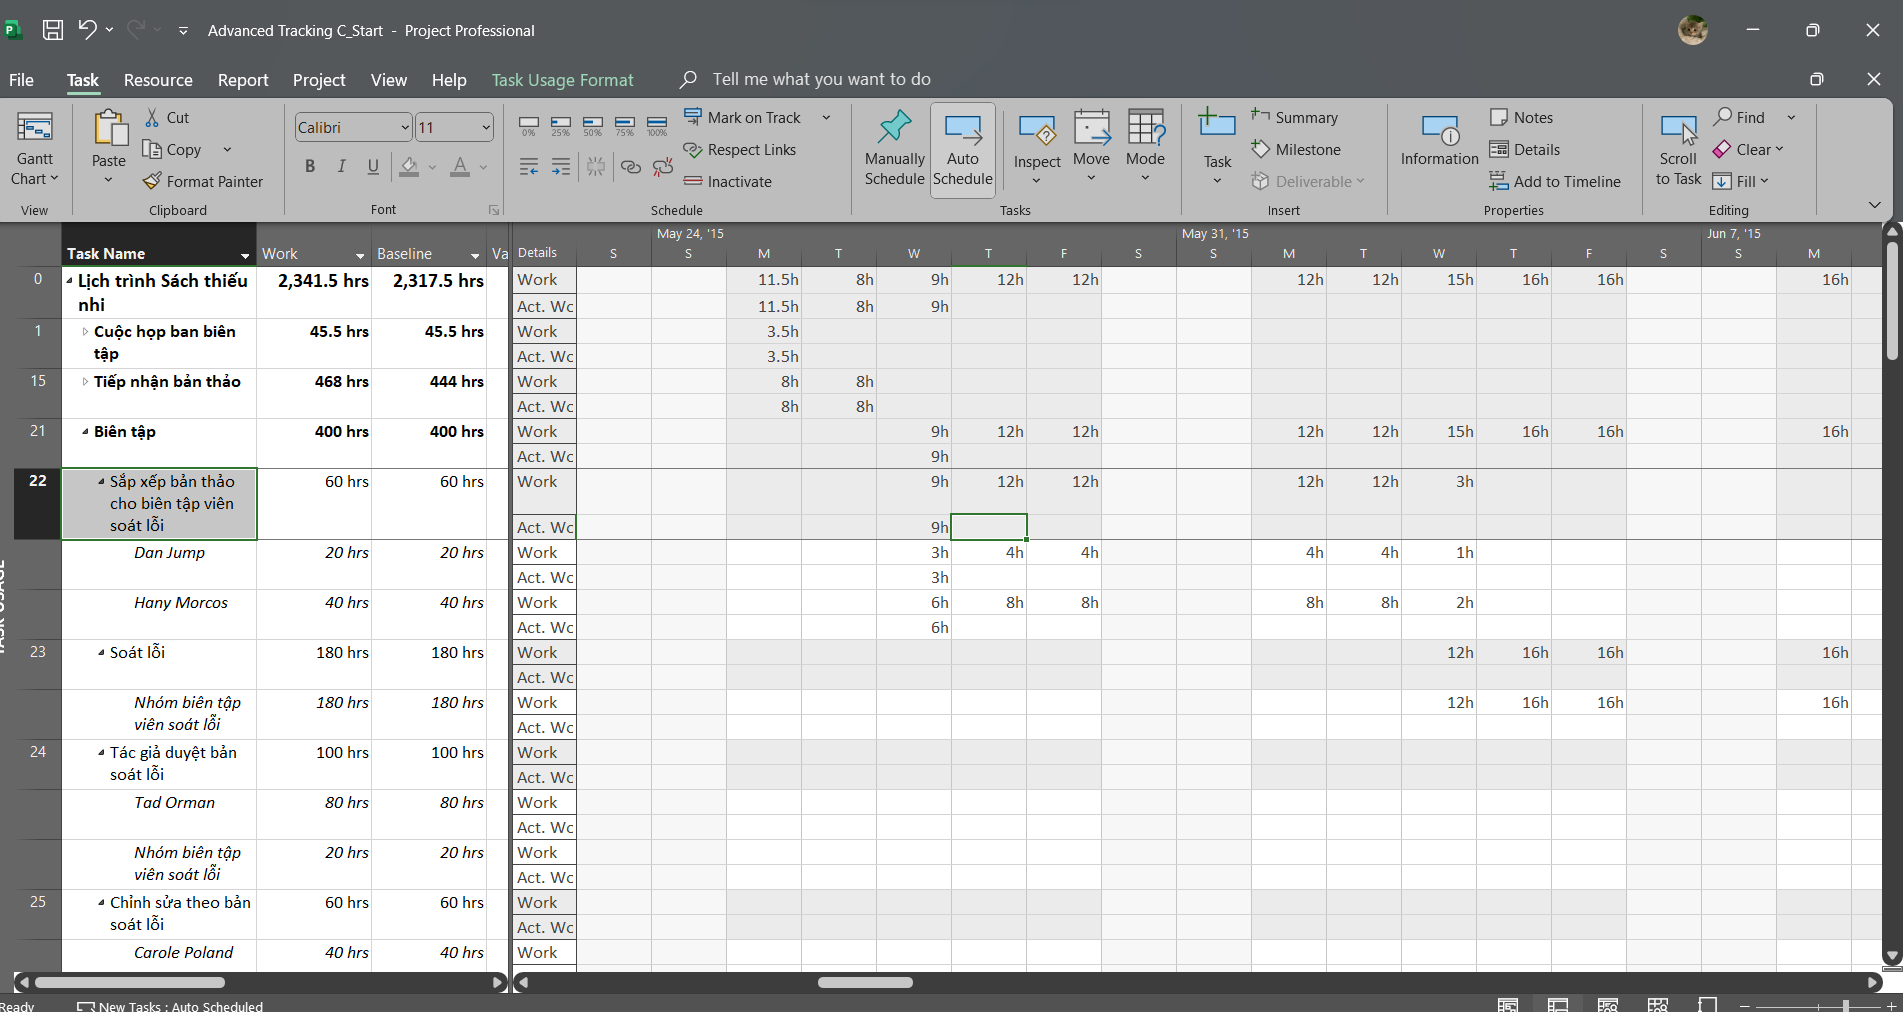 Advanced Tracking C_Start - Project Professional
File Task Resource Report Project View Help Task Usage Format Tell me what you want to do
Gantt Chart
View
Paste
Cut
Copy
Format Painter
Clipboard
Calibri 11
B I U A
Font
0% 25% 50% 75% 100%
Mark on Track
Respect Links
Inactivate
Schedule
Manually Schedule
Auto Schedule
Inspect Move Mode
Tasks
Task
Summary
Milestone
Deliverable
Insert
Information
Notes
Details
Add to Timeline
Properties
Scroll to Task
Find
Clear
Fill
Editing
May 24, '15 May 31, '15 Jun 7, '15
Task Name Work Baseline Va Details S S M T W T F S S M T W T F S S M
0 Lịch trình Sách thiếu nhi 2,341.5 hrs 2,317.5 hrs Work 11.5h 8h 9h 12h 12h 12h 12h 15h 16h 16h 16h
Act. Wc 11.5h 8h 9h
1 Cuộc họp ban biên tập 45.5 hrs 45.5 hrs Work 3.5h
Act. Wc 3.5h
15 Tiếp nhận bản thảo 468 hrs 444 hrs Work 8h 8h
Act. Wc 8h 8h
21 Biên tập 400 hrs 400 hrs Work 9h 12h 12h 12h 12h 15h 16h 16h 16h
Act. Wc 9h
22 Sắp xếp bản thảo cho biên tập viên soát lỗi 60 hrs 60 hrs Work 9h 12h 12h 12h 12h 3h
Act. Wc 9h
Dan Jump 20 hrs 20 hrs Work 3h 4h 4h 4h 4h 1h
Act. Wc 3h
Hany Morcos 40 hrs 40 hrs Work 6h 8h 8h 8h 8h 2h
Act. Wc 6h
23 Soát lỗi 180 hrs 180 hrs Work 12h 16h 16h 16h
Act. Wc
Nhóm biên tập viên soát lỗi 180 hrs 180 hrs Work 12h 16h 16h 16h
Act. Wc
24 Tác giả duyệt bản soát lỗi 100 hrs 100 hrs Work
Act. Wc
Tad Orman 80 hrs 80 hrs Work
Act. Wc
Nhóm biên tập viên soát lỗi 20 hrs 20 hrs Work
Act. Wc
25 Chỉnh sửa theo bản soát lỗi 60 hrs 60 hrs Work
Act. Wc
Carole Poland 40 hrs 40 hrs Work
Ready New Tasks : Auto Scheduled